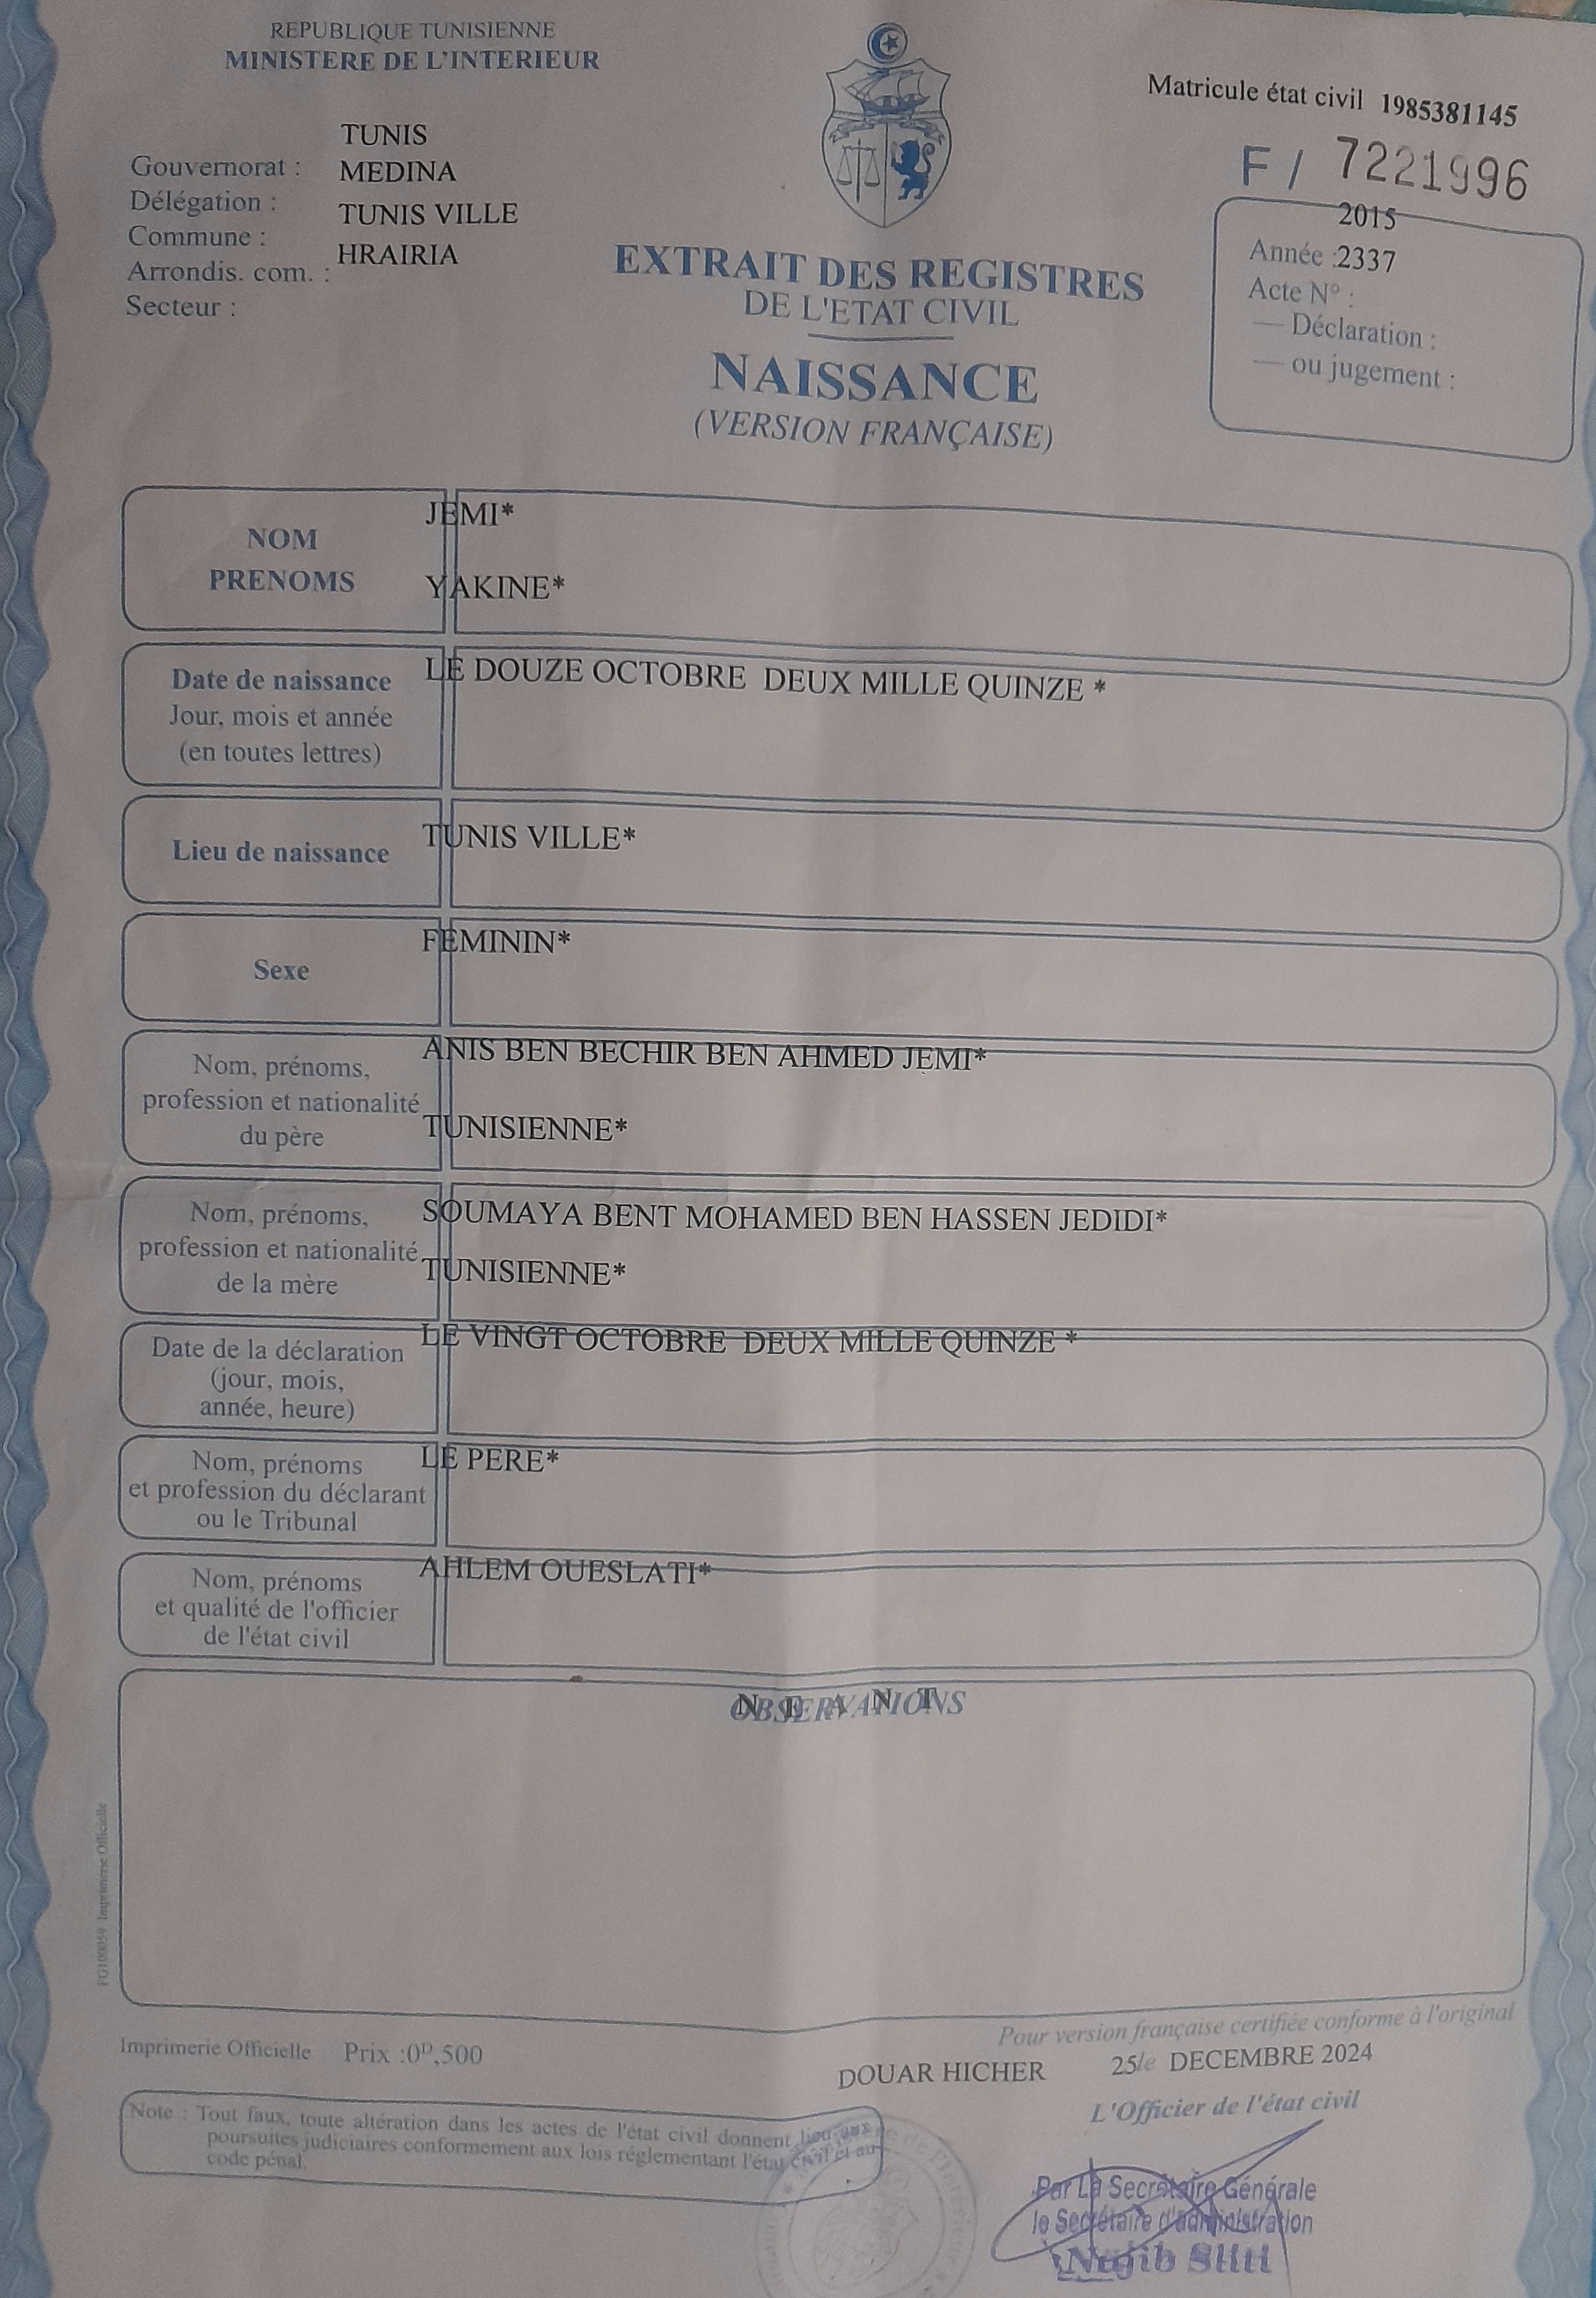 REPUBLIQUE TUNISIENNE
MINISTERE DE L'INTERIEUR
TUNIS
Gouvernorat : MEDINA
Délégation : TUNIS VILLE
Commune : HRAIRIA
Arrondis. com. :
Secteur :
Matricule état civil 1985381145
F / 7221996
2015
Année :2337
Acte N° :
— Déclaration :
— ou jugement :
EXTRAIT DES REGISTRES
DE L'ETAT CIVIL
NAISSANCE
(VERSION FRANÇAISE)
NOM JEMI*
PRENOMS YAKINE*
Date de naissance LE DOUZE OCTOBRE DEUX MILLE QUINZE *
Jour, mois et année
(en toutes lettres)
Lieu de naissance TUNIS VILLE*
Sexe FEMININ*
Nom, prénoms, ANIS BEN BECHIR BEN AHMED JEMI*
profession et nationalité
du père TUNISIENNE*
Nom, prénoms, SOUMAYA BENT MOHAMED BEN HASSEN JEDIDI*
profession et nationalité TUNISIENNE*
de la mère
Date de la déclaration LE VINGT OCTOBRE DEUX MILLE QUINZE *
(jour, mois,
année, heure)
Nom, prénoms LE PERE*
et profession du déclarant
ou le Tribunal
Nom, prénoms AHLEM OUESLATI*
et qualité de l'officier
de l'état civil
OBSERVATIONS
N E A N T
FG100059 Imprimerie Officielle
Imprimerie Officielle Prix :0ᴰ,500
Pour version française certifiée conforme à l'original
DOUAR HICHER 25 le DECEMBRE 2024
L'Officier de l'état civil
Note : Tout faux, toute altération dans les actes de l'état civil donnent lieu aux
poursuites judiciaires conformement aux lois réglementant l'état civil et au
code pénal.
Par La Secrétaire Générale
le Secrétaire d'administration
Nejib Sliti